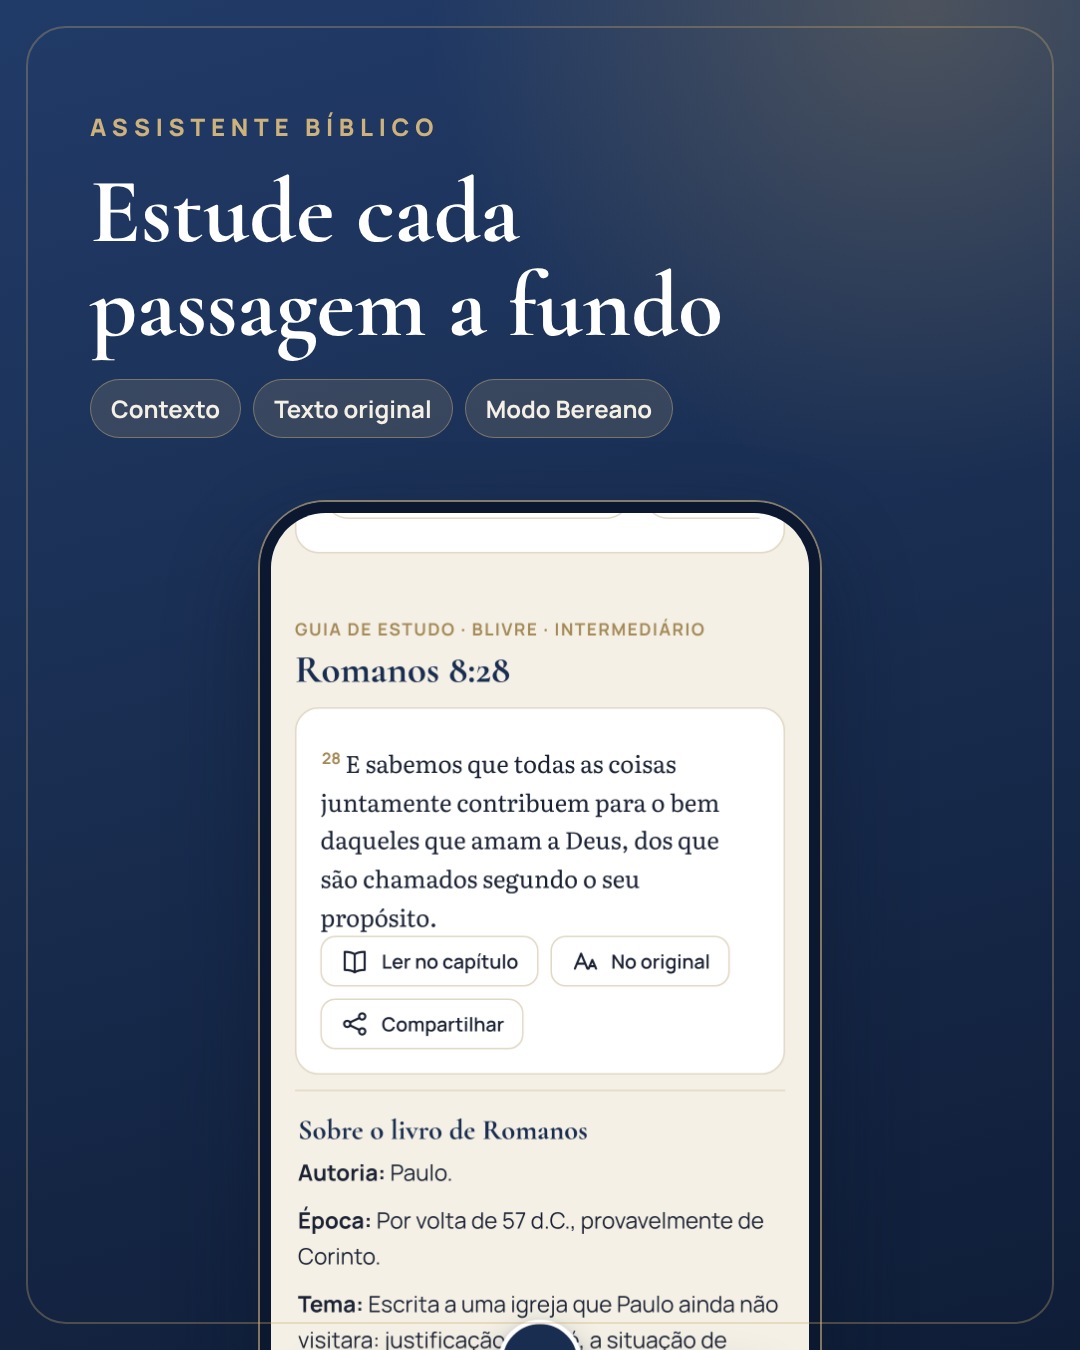 ASSISTENTE BÍBLICO
Estude cada
passagem a fundo
Contexto
Texto original
Modo Bereano
GUIA DE ESTUDO · BLIVRE · INTERMEDIÁRIO
Romanos 8:28
28 E sabemos que todas as coisas
juntamente contribuem para o bem
daqueles que amam a Deus, dos que
são chamados segundo o seu
propósito.
Ler no capítulo
No original
Compartilhar
Sobre o livro de Romanos
Autoria: Paulo.
Época: Por volta de 57 d.C., provavelmente de
Corinto.
Tema: Escrita a uma igreja que Paulo ainda não
visitara: justificação a situação de